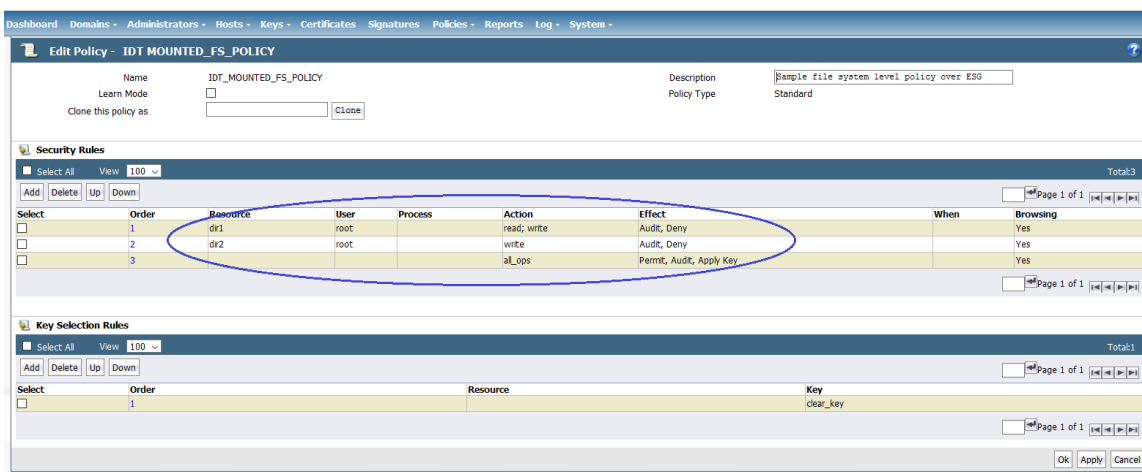 Dashboard Domains Administrators Hosts Keys Certificates Signatures Policies Reports Log System
Edit Policy - IDT MOUNTED_FS_POLICY ?
Name IDT_MOUNTED_FS_POLICY Description Sample file system level policy over ESG
Learn Mode Policy Type Standard
Clone this policy as Clone
Security Rules
Select All View 100 Total:3
Add Delete Up Down Page 1 of 1
Select Order Resource User Process Action Effect When Browsing
1 dir1 root read; write Audit, Deny Yes
2 dir2 root write Audit, Deny Yes
3 all_ops Permit, Audit, Apply Key Yes
Page 1 of 1
Key Selection Rules
Select All View 100 Total:1
Add Delete Up Down Page 1 of 1
Select Order Resource Key
1 clear_key
Page 1 of 1
Ok Apply Cancel